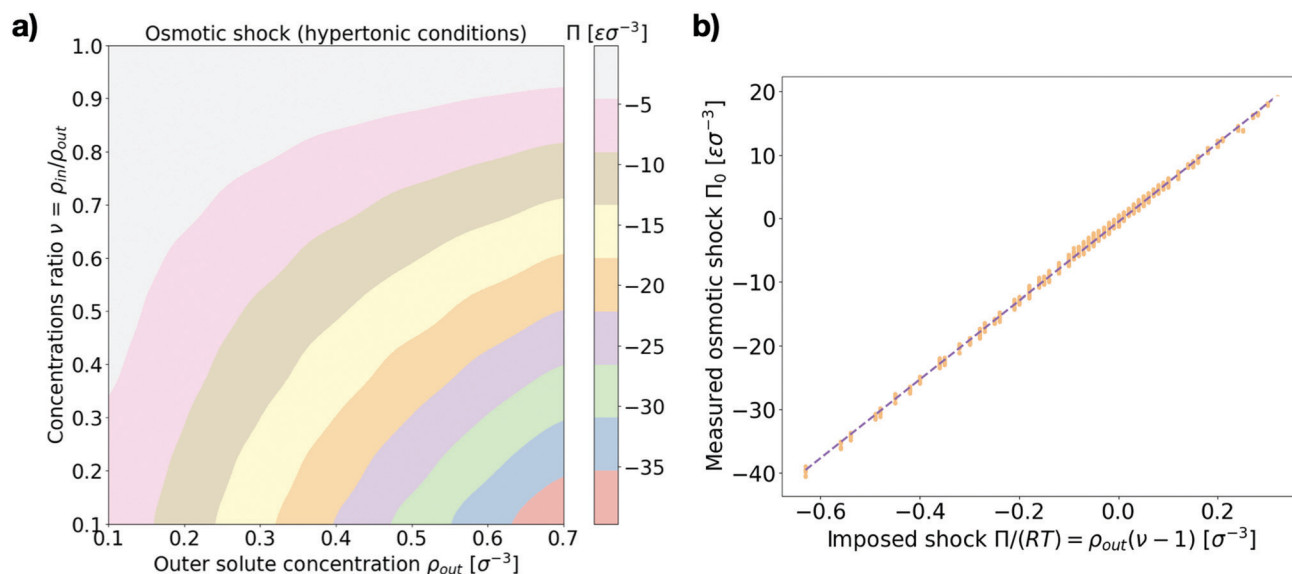 a)
Osmotic shock (hypertonic conditions)
Π [εσ⁻³]
1.0
0.9
0.8
0.7
0.6
0.5
0.4
0.3
0.2
0.1
Concentrations ratio ν = ρ_in/ρ_out
0.1 0.2 0.3 0.4 0.5 0.6 0.7
Outer solute concentration ρ_out [σ⁻³]
−5
−10
−15
−20
−25
−30
−35
b)
20
10
0
−10
−20
−30
−40
Measured osmotic shock Π₀ [εσ⁻³]
−0.6 −0.4 −0.2 0.0 0.2
Imposed shock Π/(RT) = ρ_out(ν − 1) [σ⁻³]